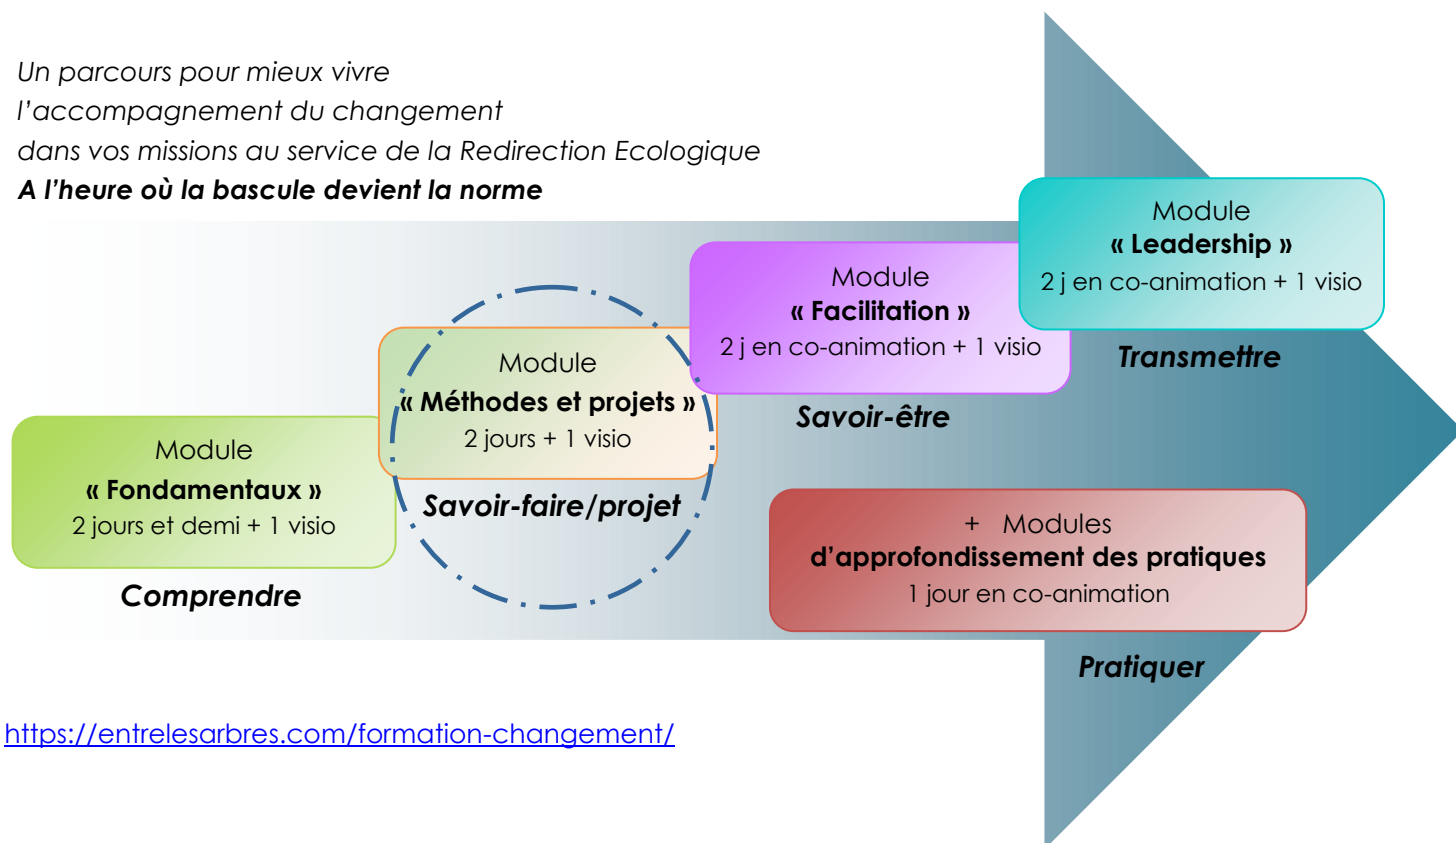 Un parcours pour mieux vivre
l’accompagnement du changement
dans vos missions au service de la Redirection Ecologique
A l’heure où la bascule devient la norme
Module
« Fondamentaux »
2 jours et demi + 1 visio
Comprendre
Module
« Méthodes et projets »
2 jours + 1 visio
Savoir-faire/projet
Module
« Facilitation »
2 j en co-animation + 1 visio
Savoir-être
Module
« Leadership »
2 j en co-animation + 1 visio
Transmettre
+ Modules
d’approfondissement des pratiques
1 jour en co-animation
Pratiquer
https://entrelesarbres.com/formation-changement/